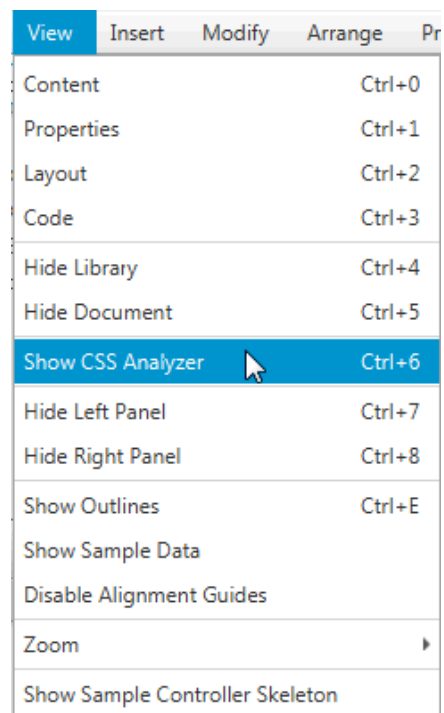 View Insert Modify Arrange Pr
Content Ctrl+0
Properties Ctrl+1
Layout Ctrl+2
Code Ctrl+3
Hide Library Ctrl+4
Hide Document Ctrl+5
Show CSS Analyzer Ctrl+6
Hide Left Panel Ctrl+7
Hide Right Panel Ctrl+8
Show Outlines Ctrl+E
Show Sample Data
Disable Alignment Guides
Zoom
Show Sample Controller Skeleton